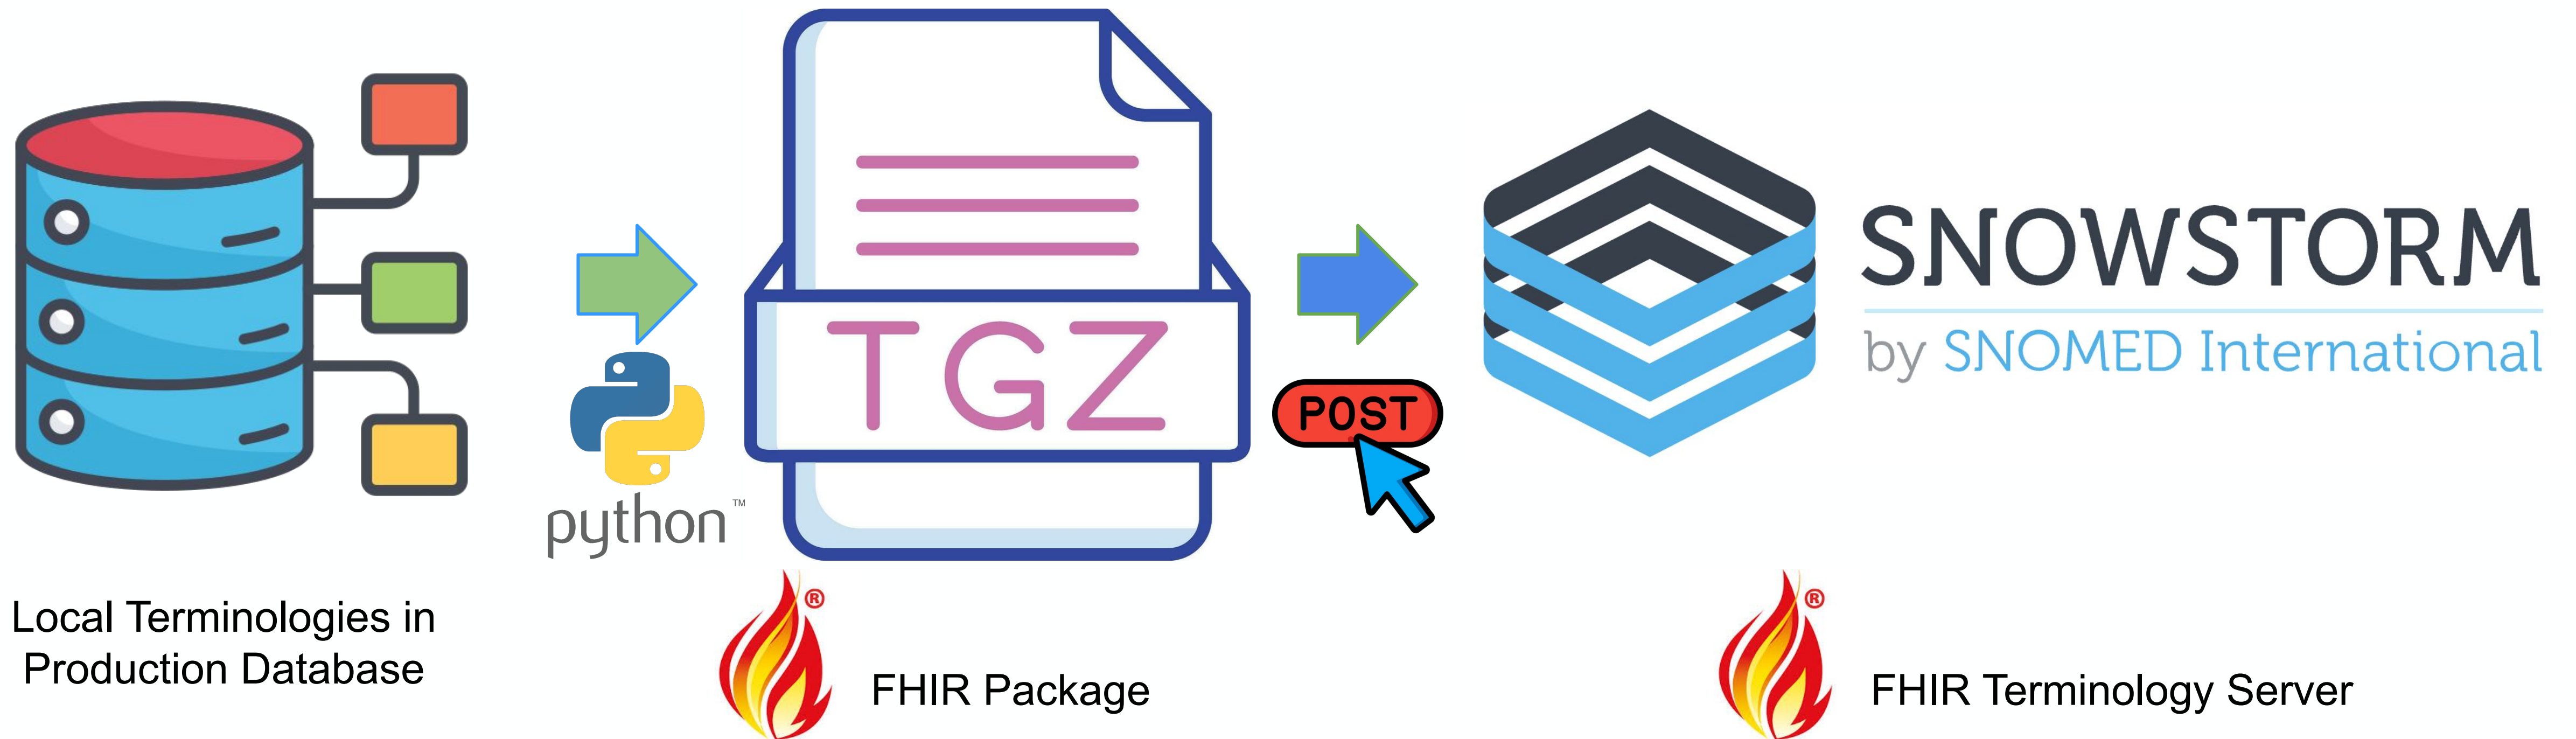 TGZ
SNOWSTORM
by SNOMED International
POST
python™
®
®
Local Terminologies in
Production Database
FHIR Package
FHIR Terminology Server